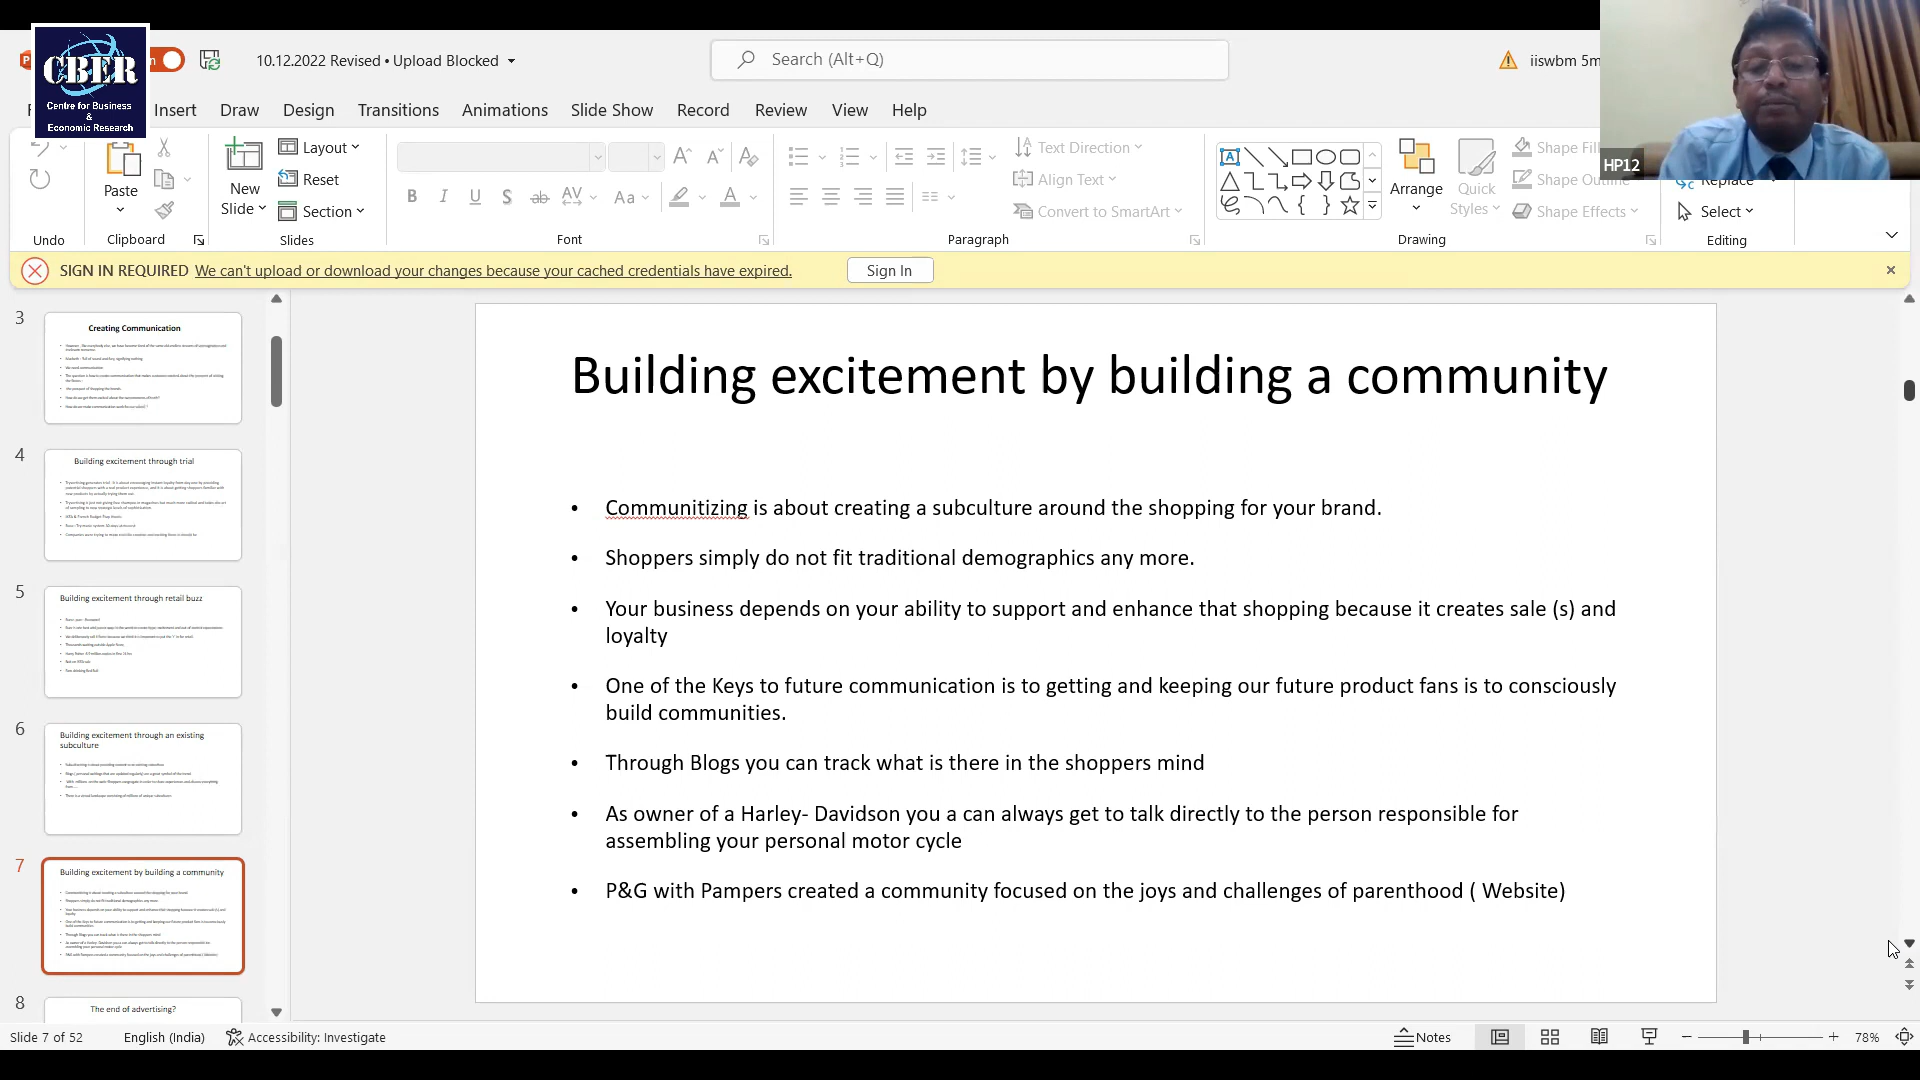 CBER
Centre for Business
&
Economic Research
10.12.2022 Revised • Upload Blocked
Search (Alt+Q)
iiswbm 5m
Insert Draw Design Transitions Animations Slide Show Record Review View Help
Paste
New
Slide
Layout
Reset
Section
Text Direction
Align Text
Convert to SmartArt
Arrange
Quick
Styles
Shape Fill
Shape Outline
Shape Effects
Replace
Select
HP12
Undo Clipboard Slides Font Paragraph Drawing Editing
SIGN IN REQUIRED We can't upload or download your changes because your cached credentials have expired. Sign In
3
Creating Communication
4
Building excitement through trial
5
Building excitement through retail buzz
6
Building excitement through an existing
subculture
7
Building excitement by building a community
8
The end of advertising?
Building excitement by building a community
• Communitizing is about creating a subculture around the shopping for your brand.
• Shoppers simply do not fit traditional demographics any more.
• Your business depends on your ability to support and enhance that shopping because it creates sale (s) and
loyalty
• One of the Keys to future communication is to getting and keeping our future product fans is to consciously
build communities.
• Through Blogs you can track what is there in the shoppers mind
• As owner of a Harley- Davidson you a can always get to talk directly to the person responsible for
assembling your personal motor cycle
• P&G with Pampers created a community focused on the joys and challenges of parenthood ( Website)
Slide 7 of 52 English (India) Accessibility: Investigate Notes 78%